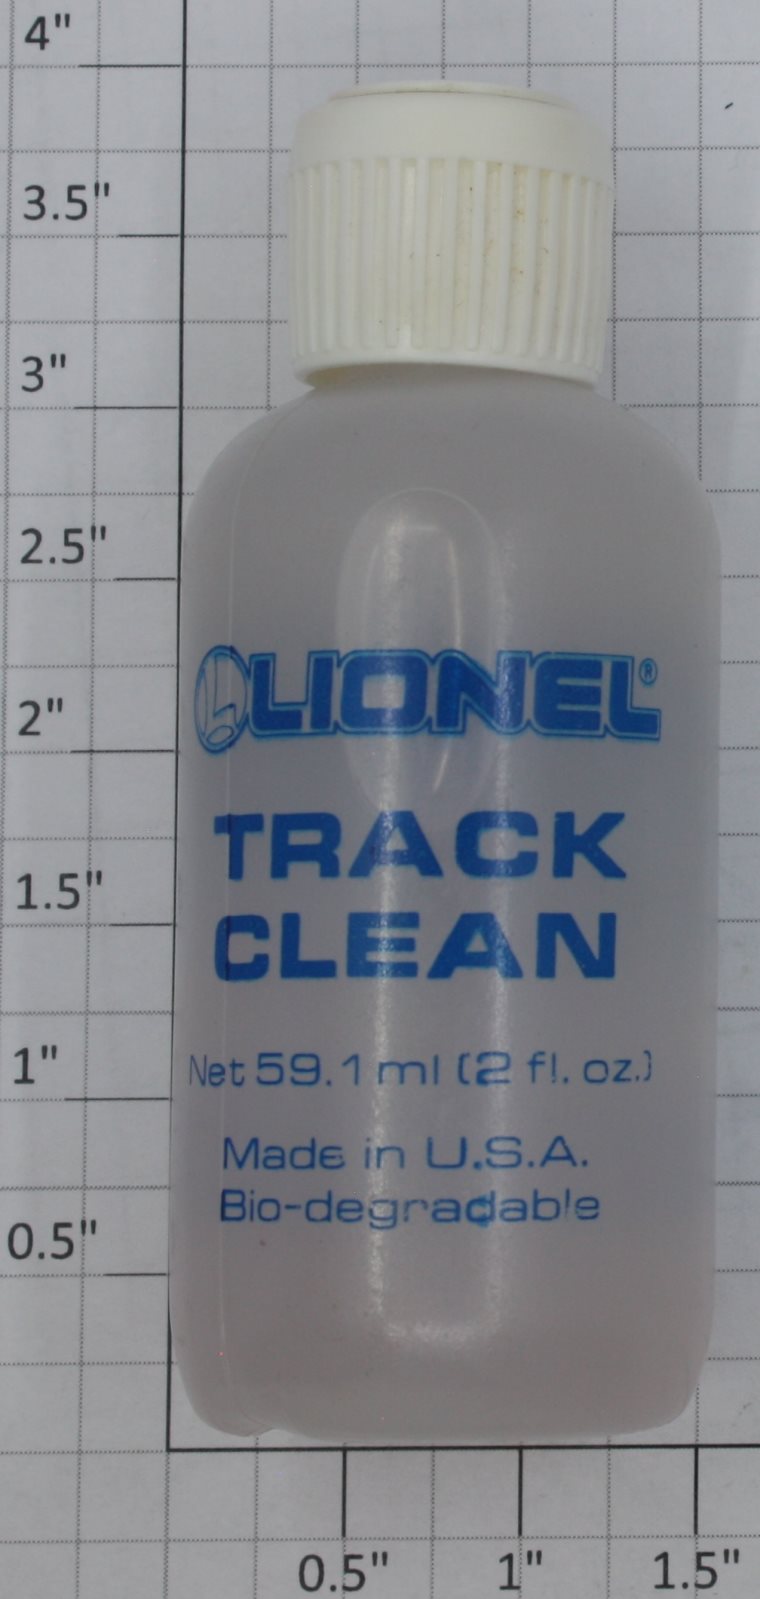 4"
3.5"
3"
2.5"
2"
1.5"
1"
0.5"
L LIONEL®
TRACK
CLEAN
Net 59.1 ml (2 fl. oz.)
Made in U.S.A.
Bio-degradable
0.5" 1" 1.5"